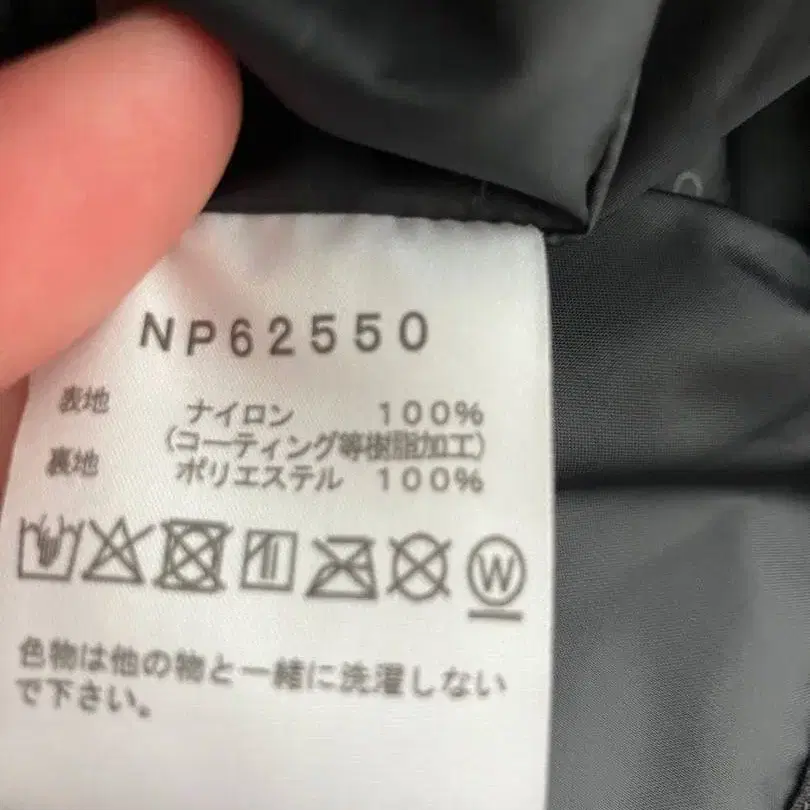 NP62550
表地 ナイロン 100%
(コーティング等樹脂加工)
裏地 ポリエステル 100%
W
色物は他の物と一緒に洗濯しない
で下さい。